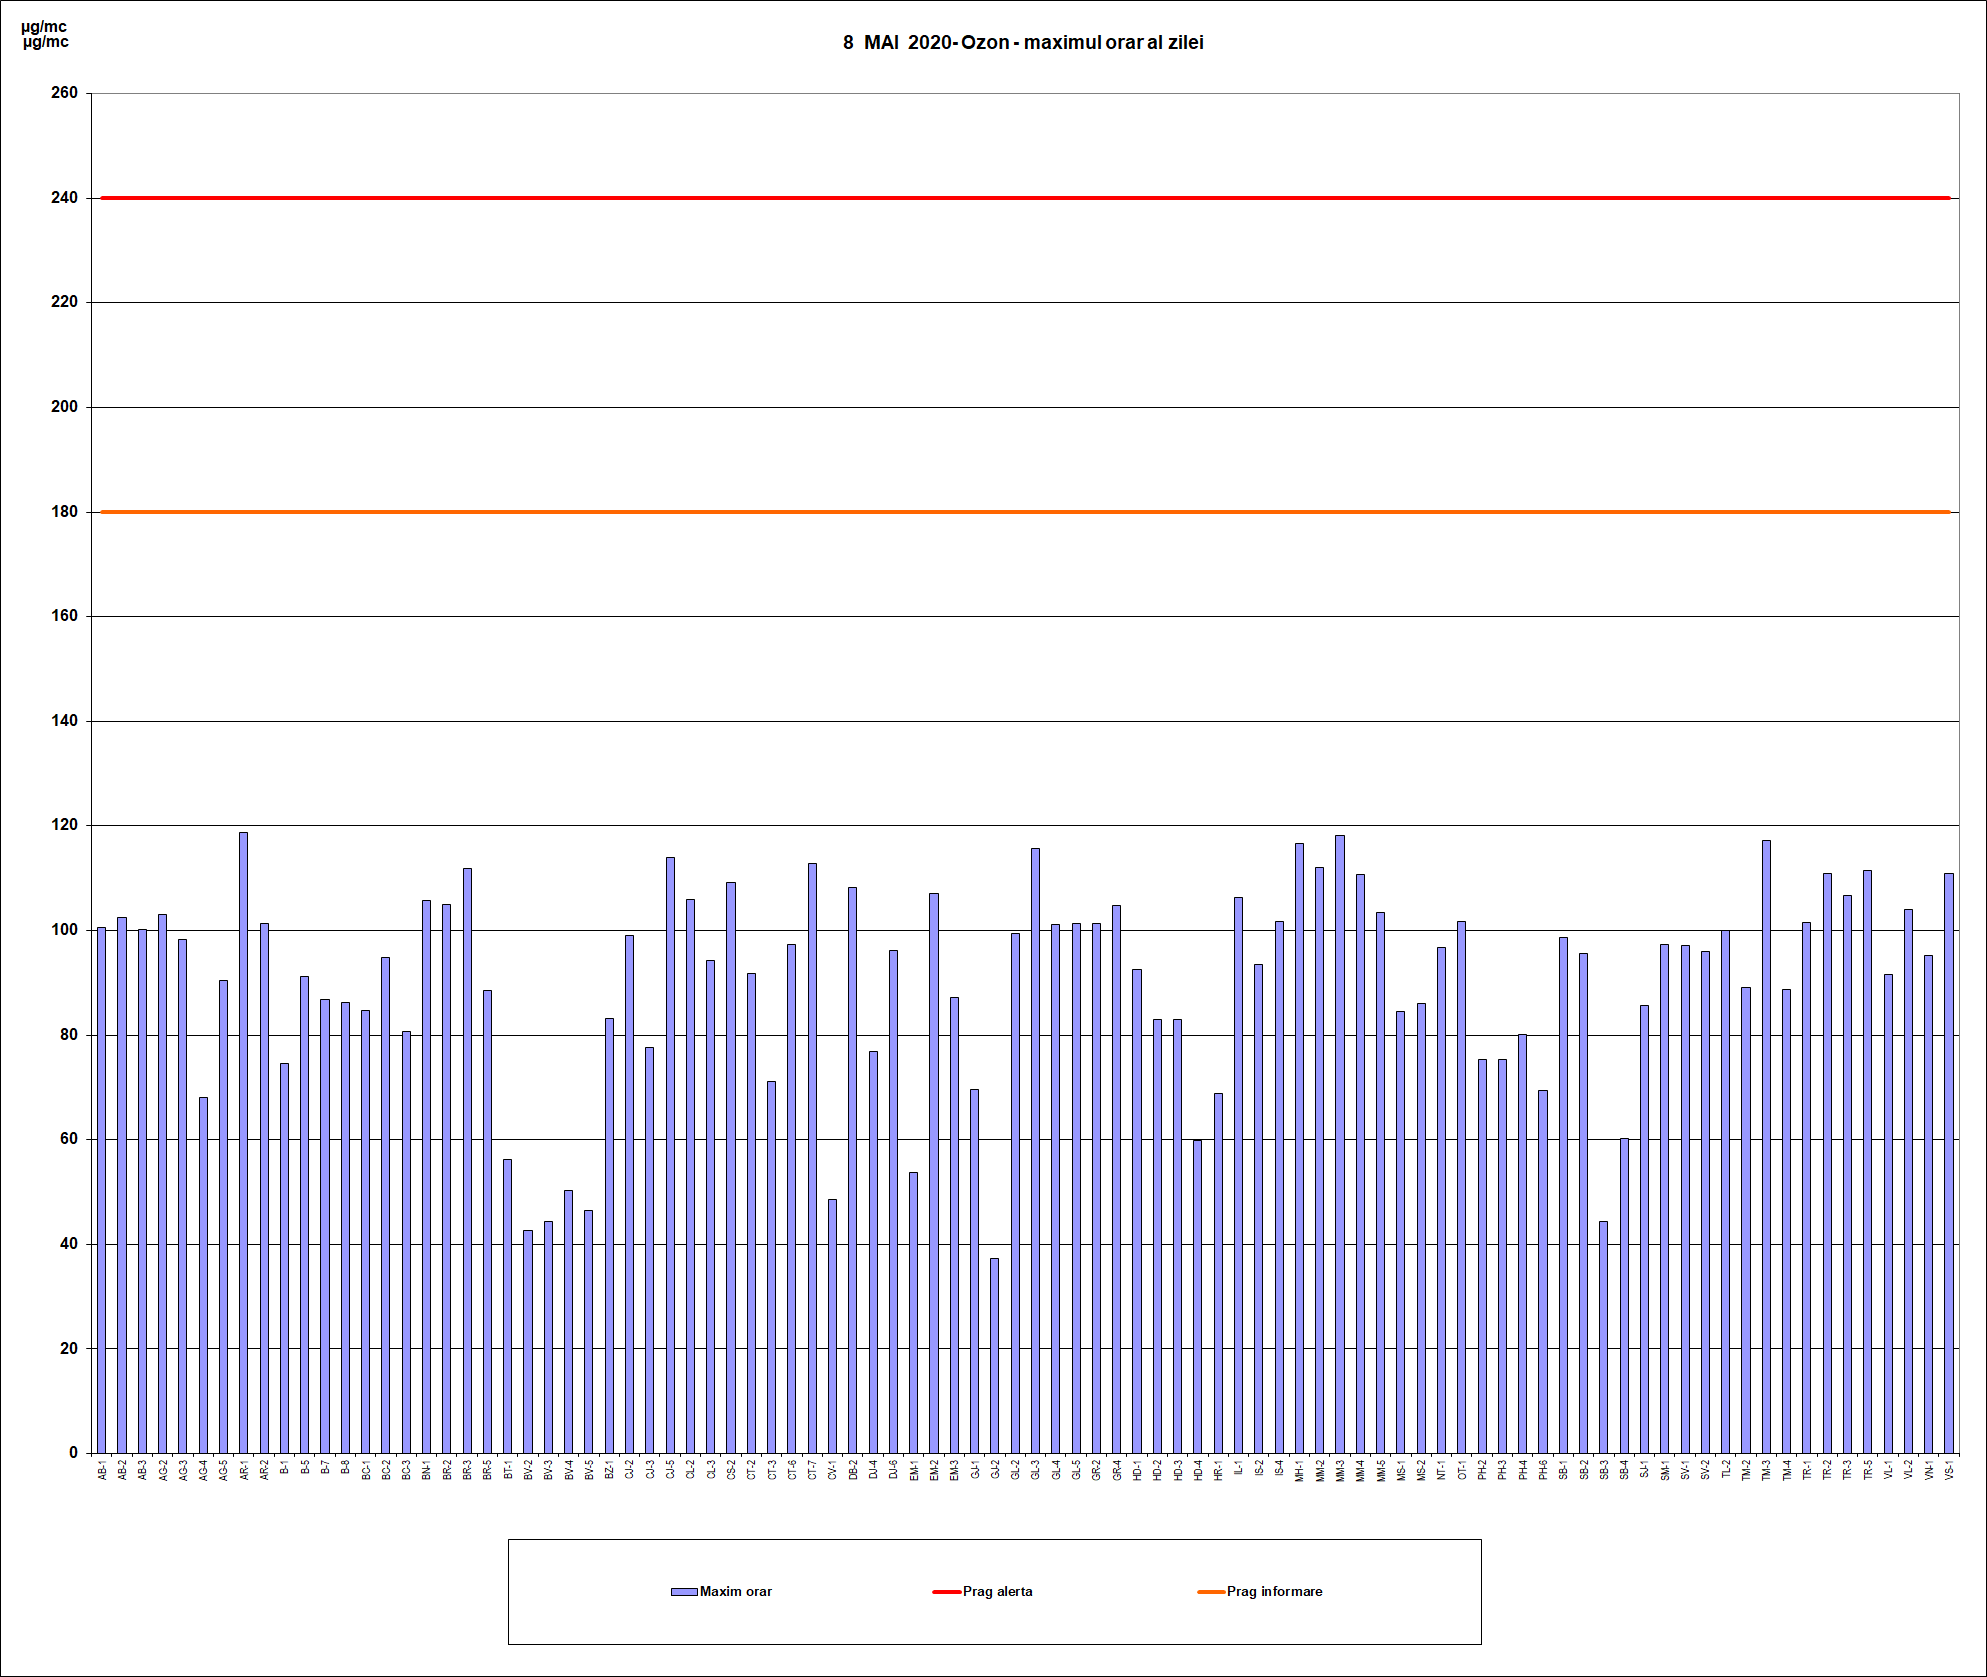 µg/mc
µg/mc
8 MAI 2020- Ozon - maximul orar al zilei
260
240
220
200
180
160
140
120
100
80
60
40
20
0
AB-1 AB-2 AB-3 AG-2 AG-3 AG-4 AG-5 AR-1 AR-2 B-1 B-5 B-7 B-8 BC-1 BC-2 BC-3 BN-1 BR-2 BR-3 BR-5 BT-1 BV-2 BV-3 BV-4 BV-5 BZ-1 CJ-2 CJ-3 CJ-5 CL-2 CL-3 CS-2 CT-2 CT-3 CT-6 CT-7 CV-1 DB-2 DJ-4 DJ-6 EM-1 EM-2 EM-3 GJ-1 GJ-2 GL-2 GL-3 GL-4 GL-5 GR-2 GR-4 HD-1 HD-2 HD-3 HD-4 HR-1 IL-1 IS-2 IS-4 MH-1 MM-2 MM-3 MM-4 MM-5 MS-1 MS-2 NT-1 OT-1 PH-2 PH-3 PH-4 PH-6 SB-1 SB-2 SB-3 SB-4 SJ-1 SM-1 SV-1 SV-2 TL-2 TM-2 TM-3 TM-4 TR-1 TR-2 TR-3 TR-5 VL-1 VL-2 VN-1 VS-1
Maxim orar Prag alerta Prag informare